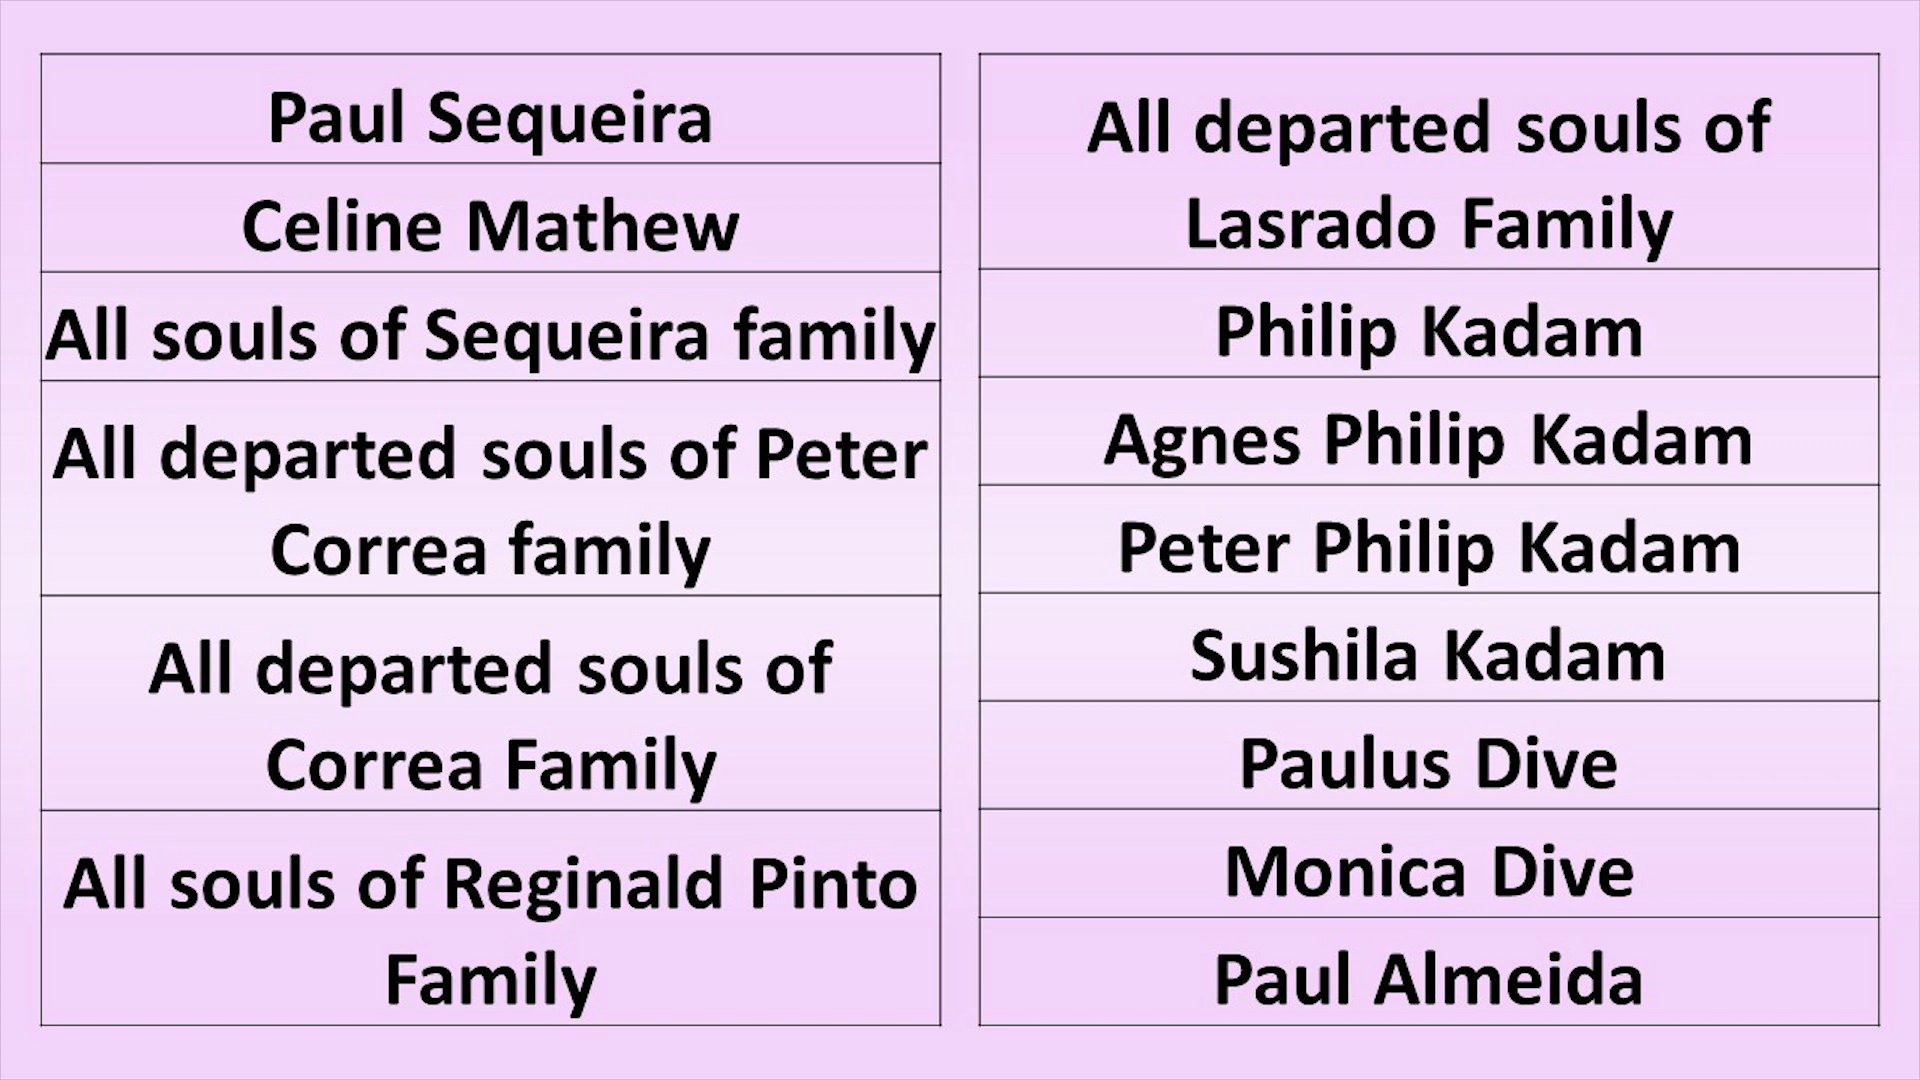 Paul Sequeira
Celine Mathew
All souls of Sequeira family
All departed souls of Peter
Correa family
All departed souls of
Correa Family
All souls of Reginald Pinto
Family
All departed souls of
Lasrado Family
Philip Kadam
Agnes Philip Kadam
Peter Philip Kadam
Sushila Kadam
Paulus Dive
Monica Dive
Paul Almeida